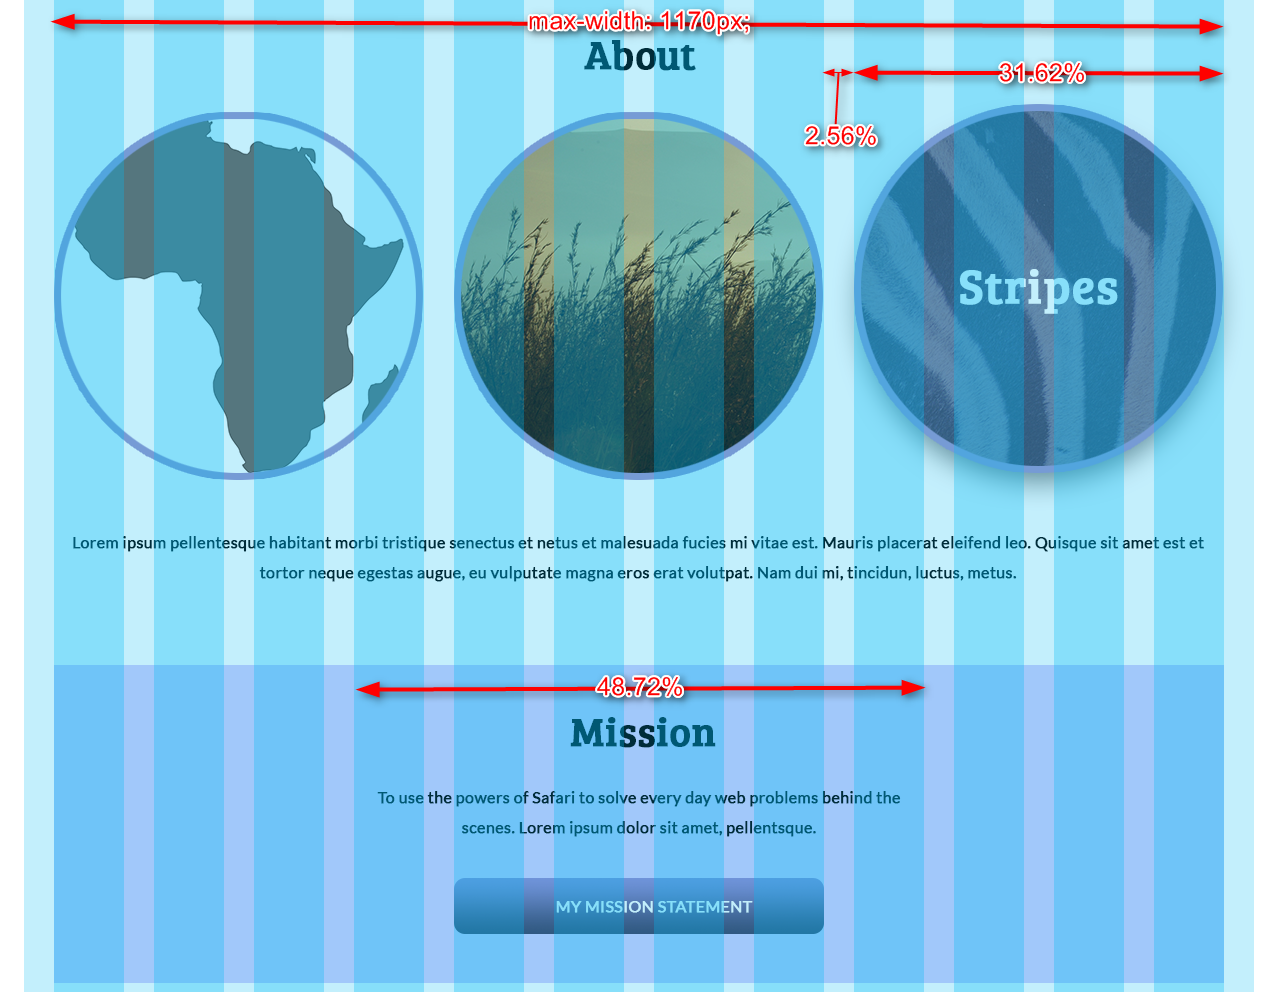 max-width: 1170px;
About
31.62%
2.56%
Stripes
Lorem ipsum pellentesque habitant morbi tristique senectus et netus et malesuada fucies mi vitae est. Mauris placerat eleifend leo. Quisque sit amet est et
tortor neque egestas augue, eu vulputate magna eros erat volutpat. Nam dui mi, tincidun, luctus, metus.
48.72%
Mission
To use the powers of Safari to solve every day web problems behind the
scenes. Lorem ipsum dolor sit amet, pellentsque.
MY MISSION STATEMENT